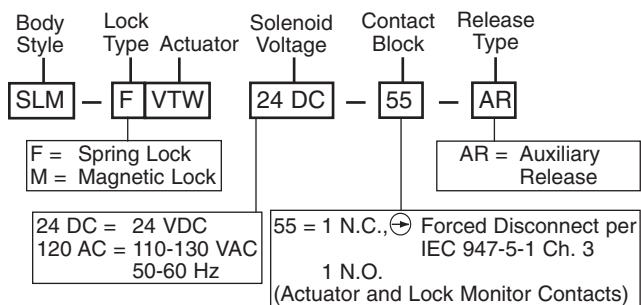 Body Style
Lock Type
Actuator
Solenoid Voltage
Contact Block
Release Type
SLM – F VTW 24 DC – 55 – AR
F = Spring Lock
M = Magnetic Lock
AR = Auxiliary
Release
24 DC = 24 VDC
120 AC = 110-130 VAC
50-60 Hz
55 = 1 N.C., Forced Disconnect per
IEC 947-5-1 Ch. 3
1 N.O.
(Actuator and Lock Monitor Contacts)